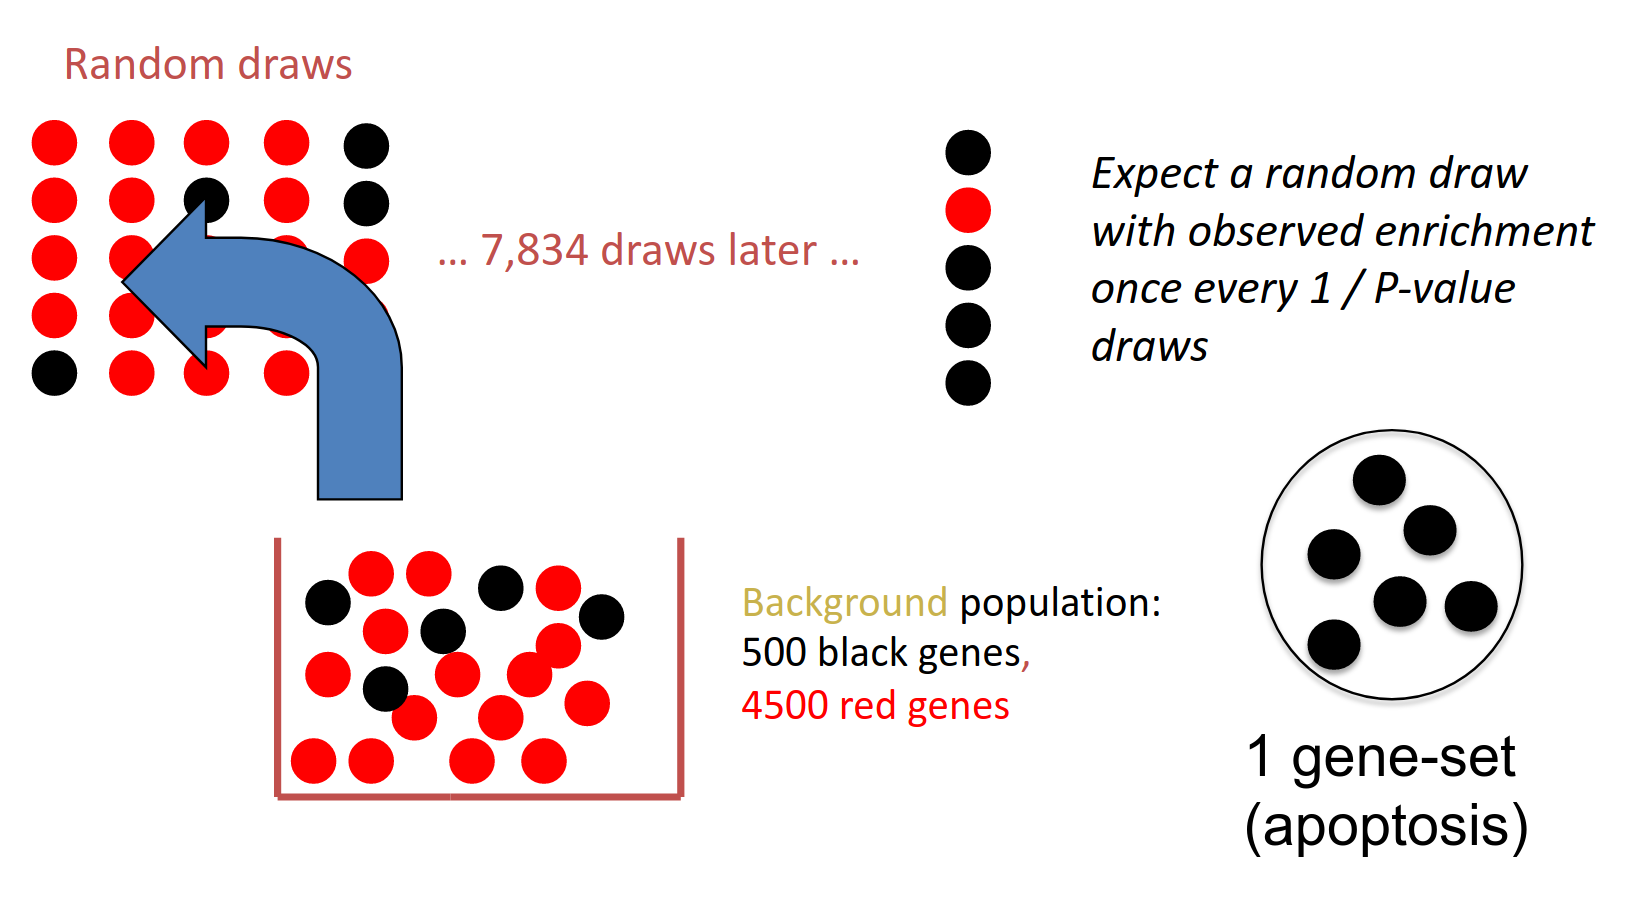 Random draws
... 7,834 draws later ...
Expect a random draw
with observed enrichment
once every 1 / P-value
draws
Background population:
500 black genes,
4500 red genes
1 gene-set
(apoptosis)